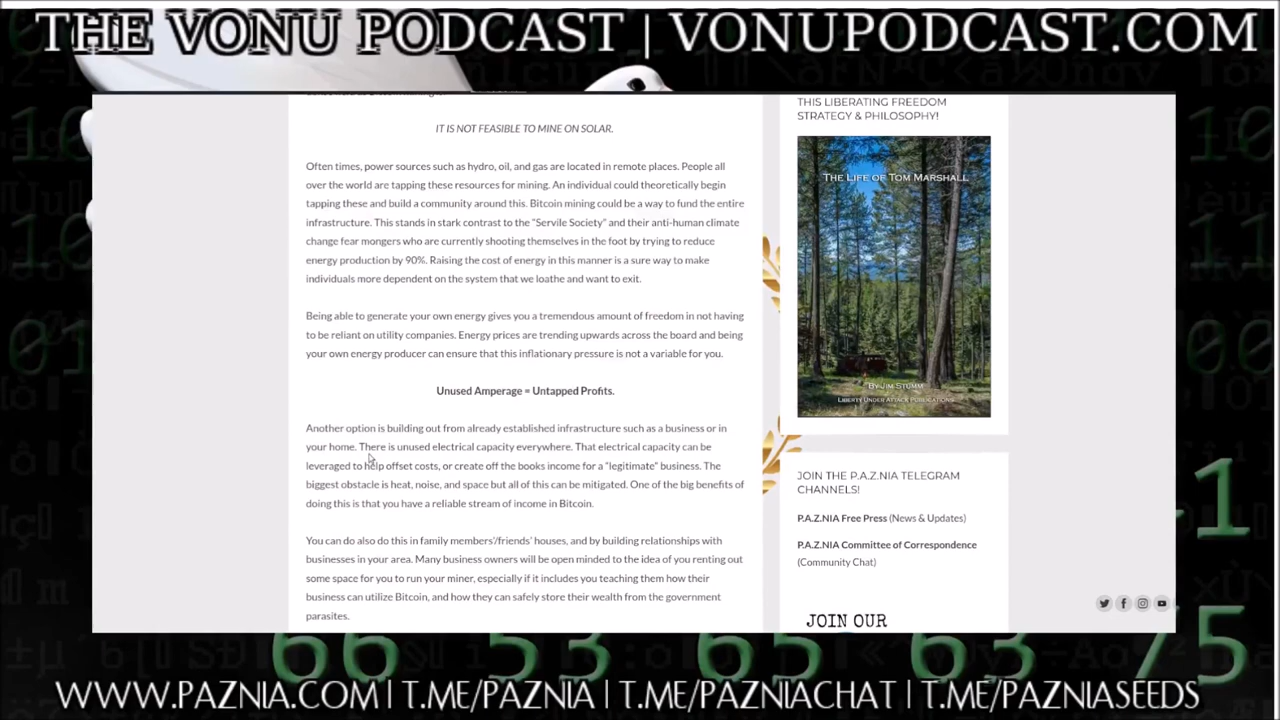 THE VONU PODCAST | VONUPODCAST.COM
IT IS NOT FEASIBLE TO MINE ON SOLAR.
Often times, power sources such as hydro, oil, and gas are located in remote places. People all
over the world are tapping these resources for mining. An individual could theoretically begin
tapping these and build a community around this. Bitcoin mining could be a way to fund the entire
infrastructure. This stands in stark contrast to the "Servile Society" and their anti-human climate
change fear mongers who are currently shooting themselves in the foot by trying to reduce
energy production by 90%. Raising the cost of energy in this manner is a sure way to make
individuals more dependent on the system that we loathe and want to exit.
Being able to generate your own energy gives you a tremendous amount of freedom in not having
to be reliant on utility companies. Energy prices are trending upwards across the board and being
your own energy producer can ensure that this inflationary pressure is not a variable for you.
Unused Amperage = Untapped Profits.
Another option is building out from already established infrastructure such as a business or in
your home. There is unused electrical capacity everywhere. That electrical capacity can be
leveraged to help offset costs, or create off the books income for a "legitimate" business. The
biggest obstacle is heat, noise, and space but all of this can be mitigated. One of the big benefits of
doing this is that you have a reliable stream of income in Bitcoin.
You can do also do this in family members'/friends' houses, and by building relationships with
businesses in your area. Many business owners will be open minded to the idea of you renting out
some space for you to run your miner, especially if it includes you teaching them how their
business can utilize Bitcoin, and how they can safely store their wealth from the government
parasites.
THIS LIBERATING FREEDOM
STRATEGY & PHILOSOPHY!
THE LIFE OF TOM MARSHALL
BY JIM STUMM
LIBERTY UNDER ATTACK PUBLICATIONS
JOIN THE P.A.Z.NIA TELEGRAM
CHANNELS!
P.A.Z.NIA Free Press (News & Updates)
P.A.Z.NIA Committee of Correspondence
(Community Chat)
JOIN OUR
66 53 65 63 75
WWW.PAZNIA.COM | T.ME/PAZNIA | T.ME/PAZNIACHAT | T.ME/PAZNIASEEDS